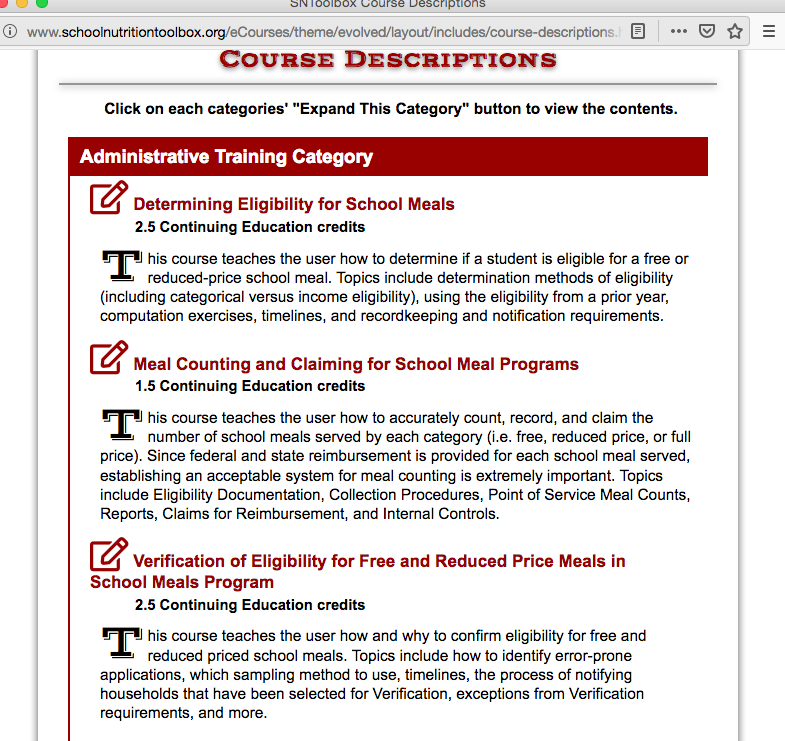 SNToolbox Course Descriptions
www.schoolnutritiontoolbox.org/eCourses/theme/evolved/layout/includes/course-descriptions.
Course Descriptions
Click on each categories' "Expand This Category" button to view the contents.
Administrative Training Category
Determining Eligibility for School Meals
2.5 Continuing Education credits
This course teaches the user how to determine if a student is eligible for a free or
reduced-price school meal. Topics include determination methods of eligibility
(including categorical versus income eligibility), using the eligibility from a prior year,
computation exercises, timelines, and recordkeeping and notification requirements.
Meal Counting and Claiming for School Meal Programs
1.5 Continuing Education credits
This course teaches the user how to accurately count, record, and claim the
number of school meals served by each category (i.e. free, reduced price, or full
price). Since federal and state reimbursement is provided for each school meal served,
establishing an acceptable system for meal counting is extremely important. Topics
include Eligibility Documentation, Collection Procedures, Point of Service Meal Counts,
Reports, Claims for Reimbursement, and Internal Controls.
Verification of Eligibility for Free and Reduced Price Meals in
School Meals Program
2.5 Continuing Education credits
This course teaches the user how and why to confirm eligibility for free and
reduced priced school meals. Topics include how to identify error-prone
applications, which sampling method to use, timelines, the process of notifying
households that have been selected for Verification, exceptions from Verification
requirements, and more.